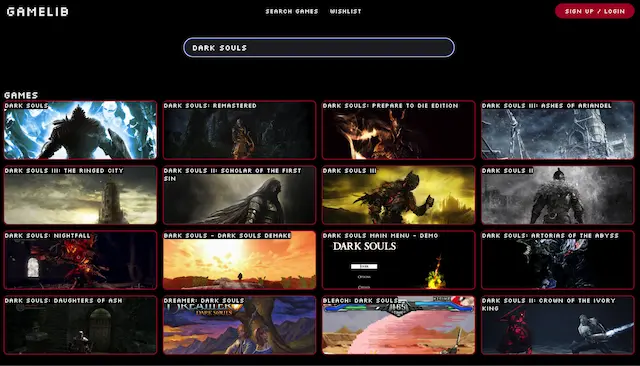 GAMELIB
SEARCH GAMES
WISHLIST
SIGN UP / LOGIN
DARK SOULS
GAMES
DARK SOULS
DARK SOULS: REMASTERED
DARK SOULS: PREPARE TO DIE EDITION
DARK SOULS III: ASHES OF ARIANDEL
DARK SOULS III: THE RINGED CITY
DARK SOULS II: SCHOLAR OF THE FIRST
SIN
DARK SOULS III
DARK SOULS II
DARK SOULS: NIGHTFALL
DARK SOULS - DARK SOULS DEMAKE
DARK SOULS MAIN MENU - DEMO
DARK SOULS
DARK SOULS: ARTORIAS OF THE ABYSS
DARK SOULS: DAUGHTERS OF ASH
DREAMER: DARK SOULS
DARK SOULS
BLEACH: DARK SOULS
DARK SOULS II: CROWN OF THE IVORY
KING